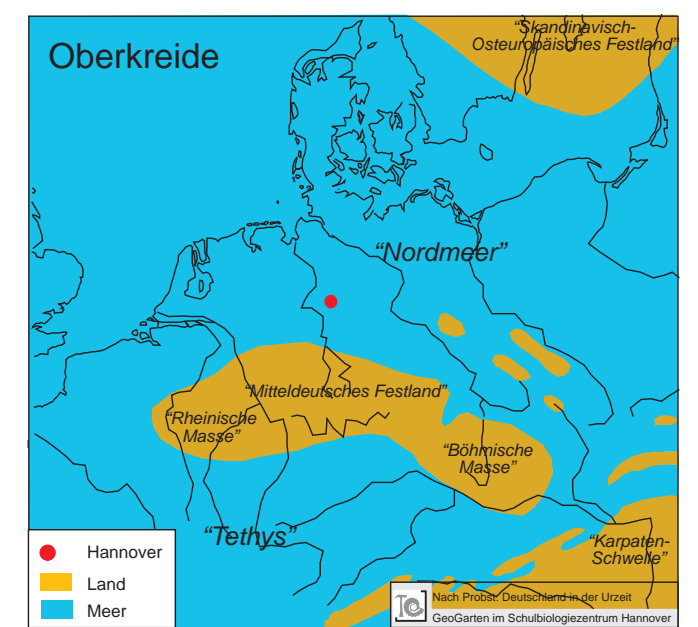 Oberkreide
“Skandinavisch-
Osteuropäisches Festland”
“Nordmeer”
“Mitteldeutsches Festland”
“Rheinische
Masse”
“Böhmische
Masse”
“Tethys”
“Karpaten-
Schwelle”
Hannover
Land
Meer
Nach Probst: Deutschland in der Urzeit
GeoGarten im Schulbiologiezentrum Hannover